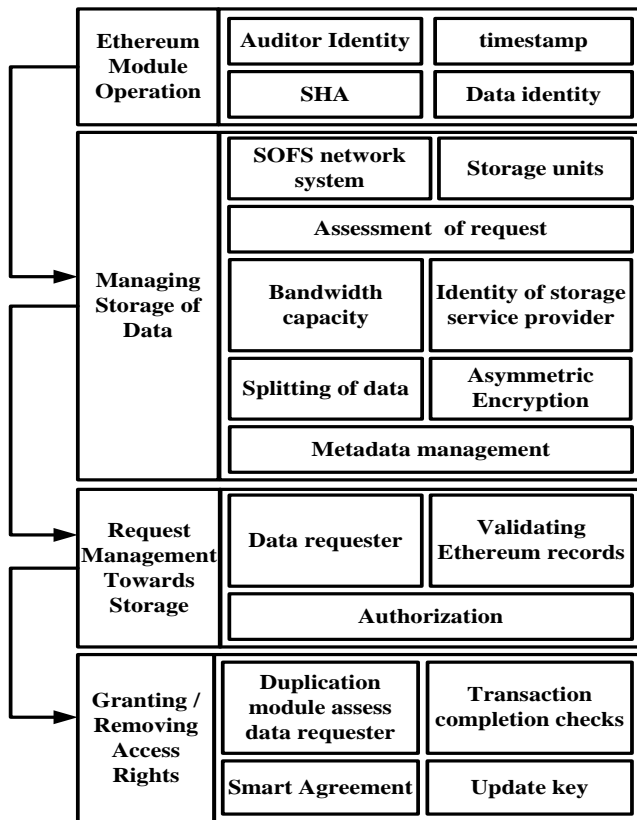 Ethereum
Module
Operation
Auditor Identity
timestamp
SHA
Data identity
Managing
Storage of
Data
SOFS network
system
Storage units
Assessment of request
Bandwidth
capacity
Identity of storage
service provider
Splitting of data
Asymmetric
Encryption
Metadata management
Request
Management
Towards
Storage
Data requester
Validating
Ethereum records
Authorization
Granting /
Removing
Access
Rights
Duplication
module assess
data requester
Transaction
completion checks
Smart Agreement
Update key